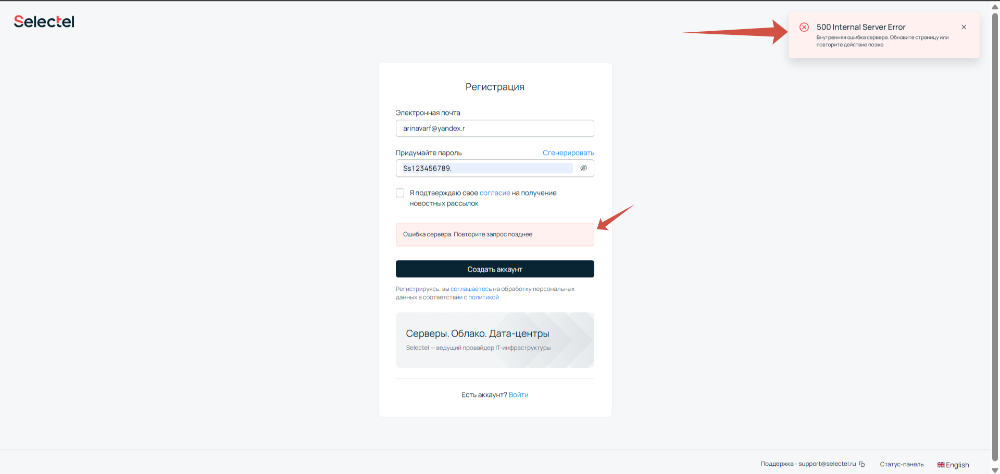 Selectel
500 Internal Server Error
Внутренняя ошибка сервера. Обновите страницу или
повторите действие позже.
Регистрация
Электронная почта
arinavarf@yandex.r
Придумайте пароль Сгенерировать
Ss123456789.
Я подтверждаю свое согласие на получение
новостных рассылок
Ошибка сервера. Повторите запрос позднее
Создать аккаунт
Регистрируясь, вы соглашаетесь на обработку персональных
данных в соответствии с политикой
Серверы. Облако. Дата-центры
Selectel — ведущий провайдер IT-инфраструктуры
Есть аккаунт? Войти
Поддержка - support@selectel.ru Статус-панель English